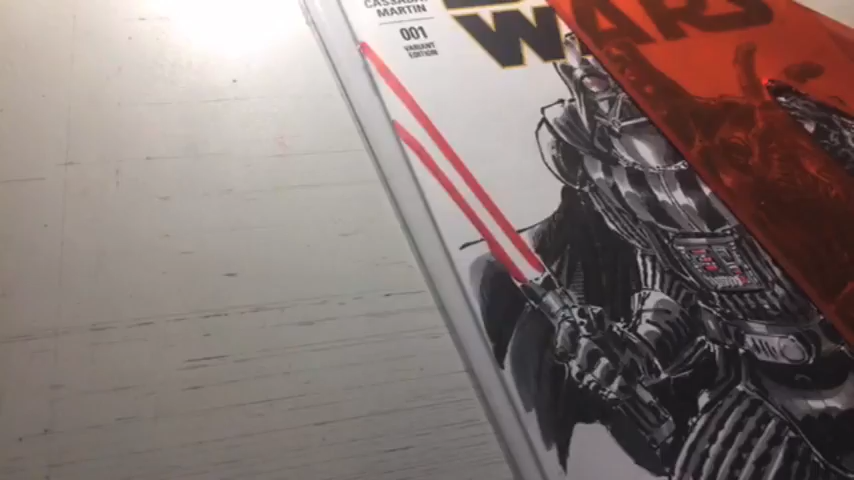 CASSADAY
MARTIN
001
VARIANT
EDITION
WARS